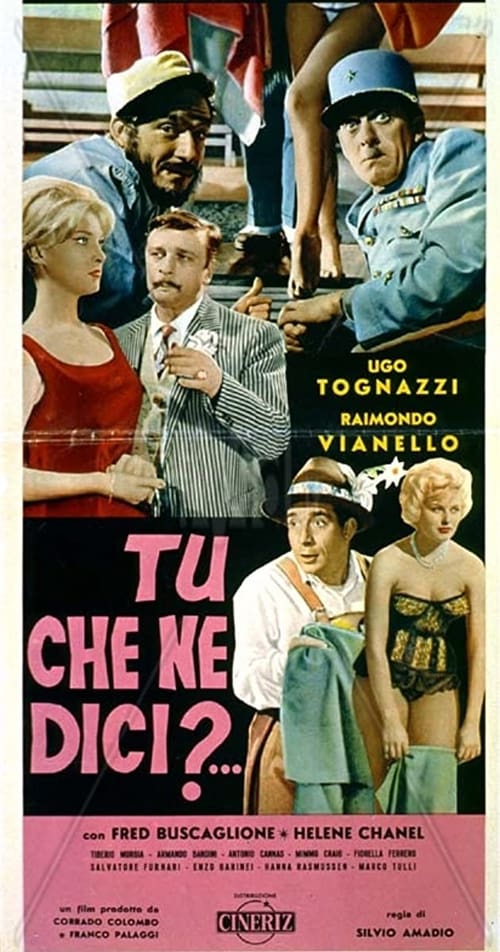 UGO
TOGNAZZI
RAIMONDO
VIANELLO
TU
CHE NE
DICI?...
con FRED BUSCAGLIONE * HELENE CHANEL
TIBERIO MURGIA - ARMANDO BANDINI - ANTONIO CANNAS - MIMMO CRAIG - FIORELLA FERRERO
SALVATORE FURNARI - ENZO GARINEI - HANNA RASMUSSEN - MARCO TULLI
un film prodotto da
CORRADO COLOMBO
e FRANCO PALAGGI
DISTRIBUZIONE
CINERIZ
regia di
SILVIO AMADIO